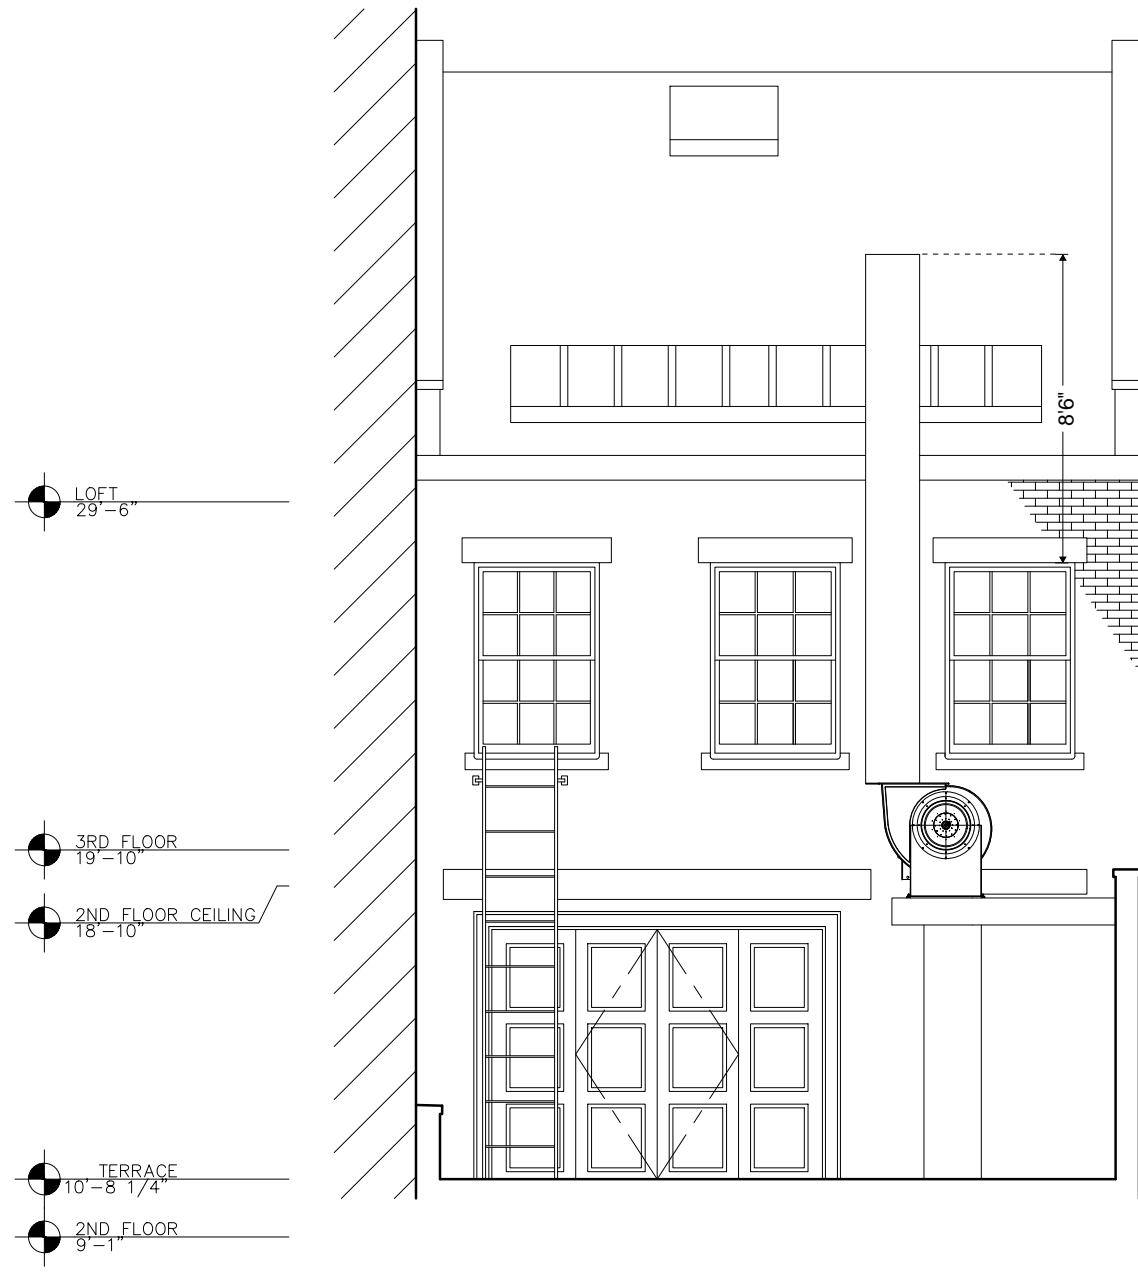 8'6"
LOFT
29'-6"
3RD FLOOR
19'-10"
2ND FLOOR CEILING
18'-10"
TERRACE
10'-8 1/4"
2ND FLOOR
9'-1"